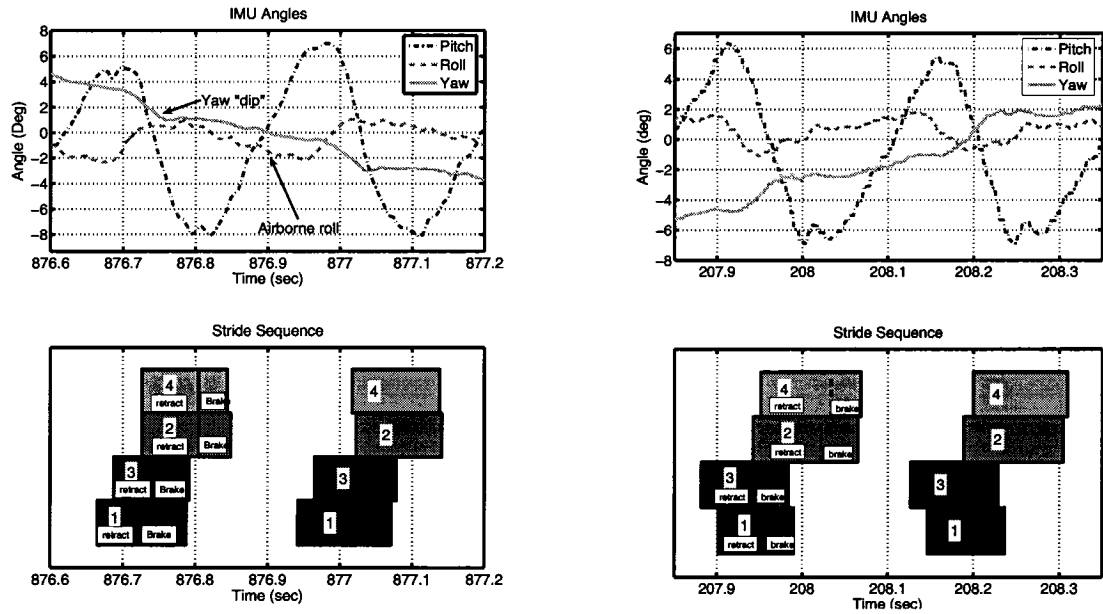 IMU Angles
8
6
4
2
0
−2
−4
−6
−8
Angle (Deg)
Pitch
Roll
Yaw
Yaw "dip"
Airborne roll
876.6 876.7 876.8 876.9 877 877.1 877.2
Time (sec)
IMU Angles
6
4
2
0
−2
−4
−6
−8
Angle (deg)
Pitch
Roll
Yaw
207.9 208 208.1 208.2 208.3
Time (sec)
Stride Sequence
4
retract Brake
2
retract Brake
3
retract Brake
1
retract Brake
4
2
3
1
876.6 876.7 876.8 876.9 877 877.1 877.2
Time (sec)
Stride Sequence
4
retract brake
2
retract brake
3
retract brake
1
retract brake
4
2
3
1
207.9 208 208.1 208.2 208.3
Time (sec)